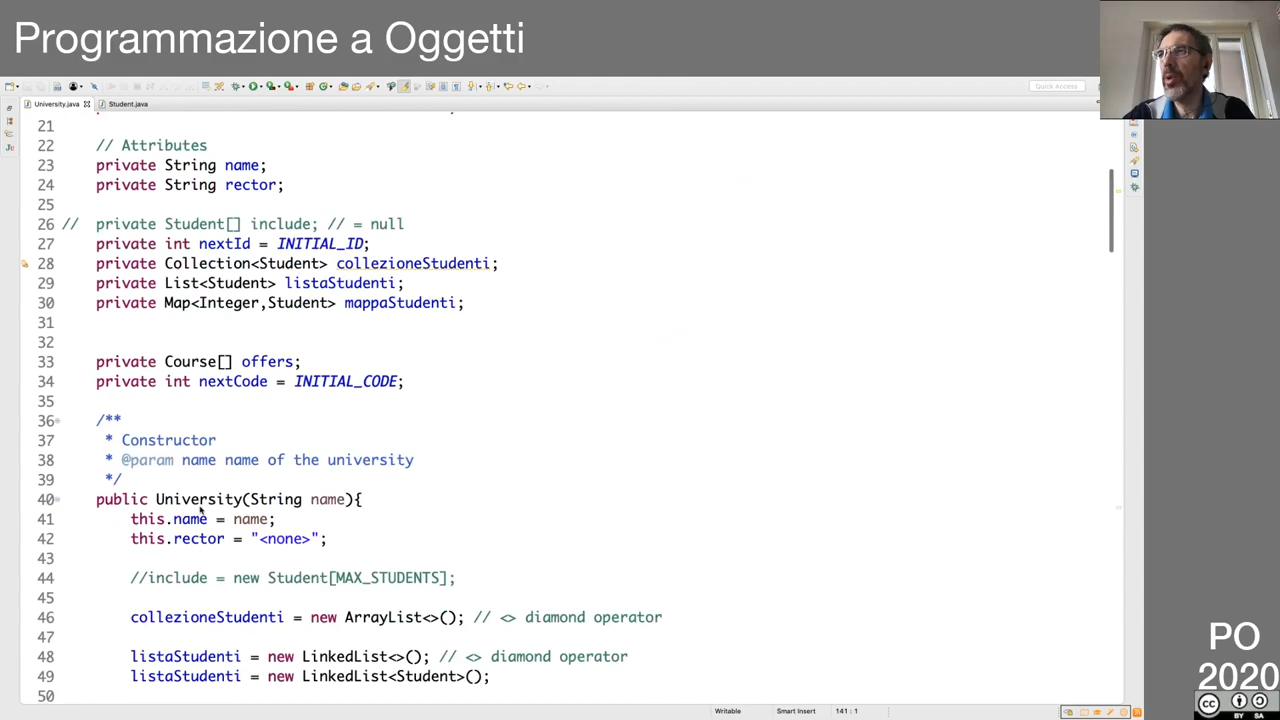 Programmazione a Oggetti
Quick Access
University.java
Student.java
21
22 // Attributes
23 private String name;
24 private String rector;
25
26 // private Student[] include; // = null
27 private int nextId = INITIAL_ID;
28 private Collection<Student> collezioneStudenti;
29 private List<Student> listaStudenti;
30 private Map<Integer,Student> mappaStudenti;
31
32
33 private Course[] offers;
34 private int nextCode = INITIAL_CODE;
35
36 /**
37 * Constructor
38 * @param name name of the university
39 */
40 public University(String name){
41 this.name = name;
42 this.rector = "<none>";
43
44 //include = new Student[MAX_STUDENTS];
45
46 collezioneStudenti = new ArrayList<>(); // <> diamond operator
47
48 listaStudenti = new LinkedList<>(); // <> diamond operator
49 listaStudenti = new LinkedList<Student>();
50
Writable
Smart Insert
141 : 1
PO
2020
CC
BY SA